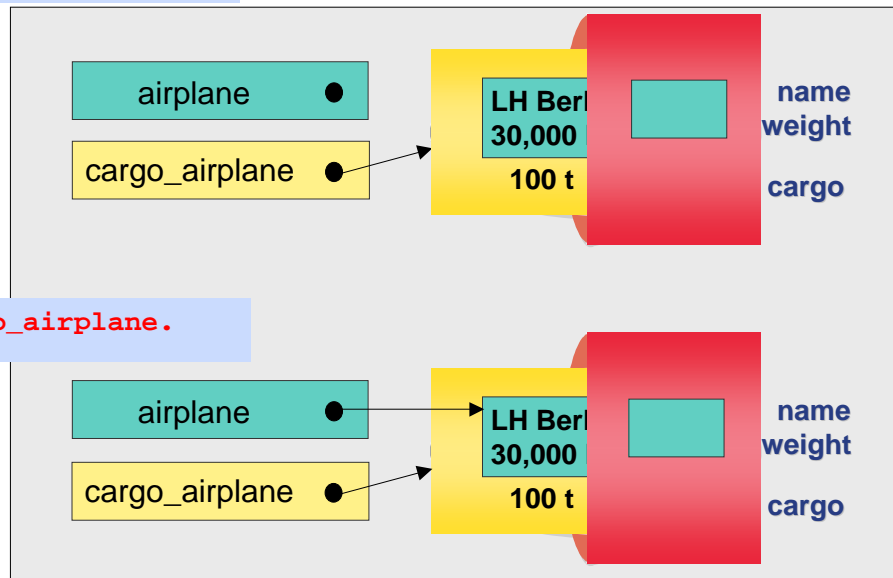 airplane
LH Berl
name
30,000
weight
cargo_airplane
100 t
cargo
o_airplane.
airplane
LH Berl
name
30,000
weight
cargo_airplane
100 t
cargo